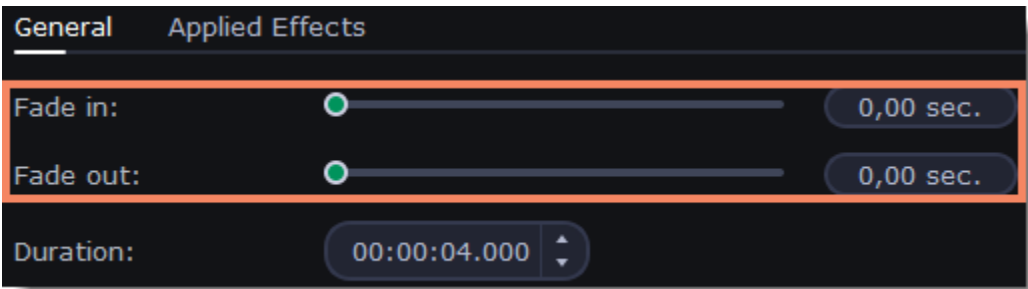 General Applied Effects
Fade in: 0,00 sec.
Fade out: 0,00 sec.
Duration: 00:00:04.000